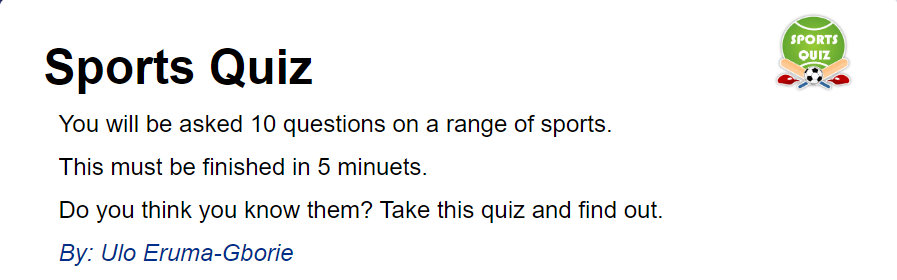 Sports Quiz
SPORTS
QUIZ
You will be asked 10 questions on a range of sports.
This must be finished in 5 minuets.
Do you think you know them? Take this quiz and find out.
By: Ulo Eruma-Gborie